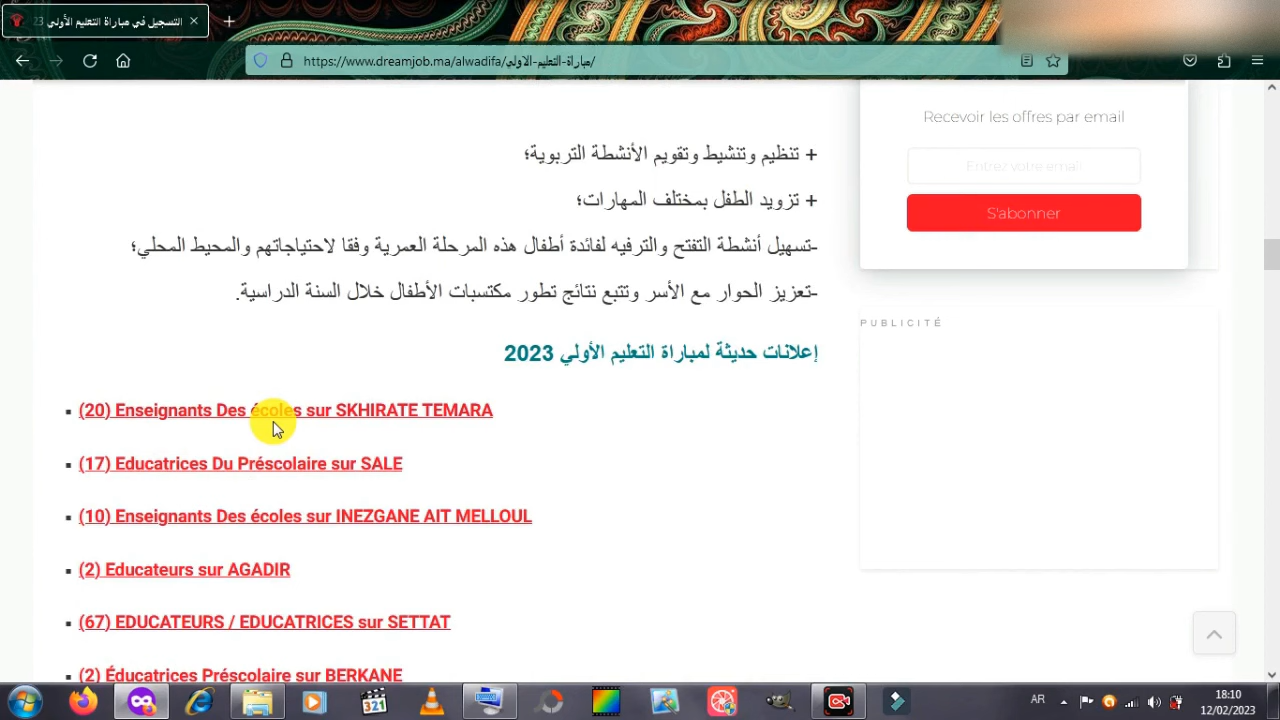 التسجيل في مباراة التعليم الأولي 23
https://www.dreamjob.ma/alwadifa/مباراة-التعليم-الاولي/
+ تنظيم وتنشيط وتقويم الأنشطة التربوية؛
+ تزويد الطفل بمختلف المهارات؛
-تسهيل أنشطة التفتح والترفيه لفائدة أطفال هذه المرحلة العمرية وفقا لاحتياجاتهم والمحيط المحلي؛
-تعزيز الحوار مع الأسر وتتبع نتائج تطور مكتسبات الأطفال خلال السنة الدراسية.
إعلانات حديثة لمباراة التعليم الأولي 2023
(20) Enseignants Des écoles sur SKHIRATE TEMARA
(17) Educatrices Du Préscolaire sur SALE
(10) Enseignants Des écoles sur INEZGANE AIT MELLOUL
(2) Educateurs sur AGADIR
(67) EDUCATEURS / EDUCATRICES sur SETTAT
(2) Éducatrices Préscolaire sur BERKANE
Recevoir les offres par email
Entrez votre email
S'abonner
PUBLICITÉ
321
AR
18:10
12/02/2023